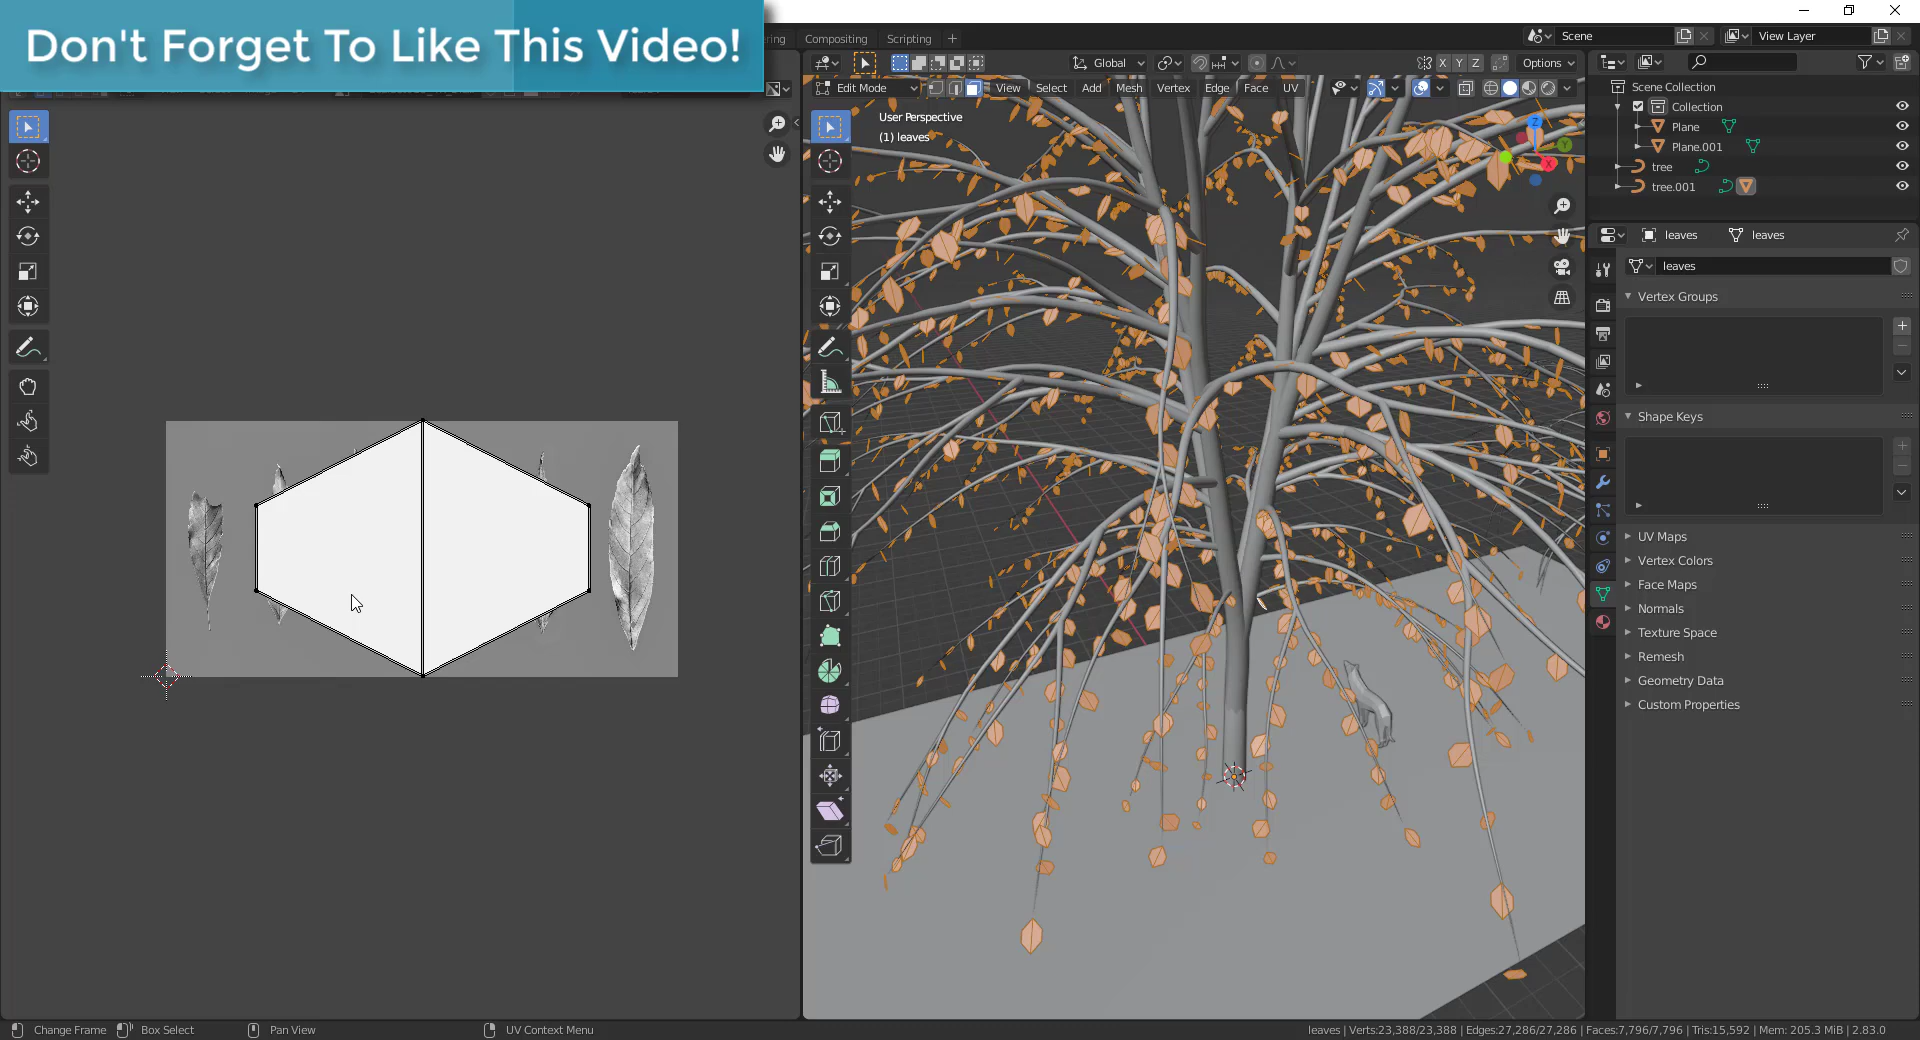 Don't Forget To Like This Video!
Compositing
Scripting
Scene
View Layer
Global
X
Y
Z
Options
Edit Mode
View
Select
Add
Mesh
Vertex
Edge
Face
UV
User Perspective
(1) leaves
Z
Y
X
Scene Collection
Collection
Plane
Plane.001
tree
tree.001
leaves
leaves
leaves
Vertex Groups
Shape Keys
UV Maps
Vertex Colors
Face Maps
Normals
Texture Space
Remesh
Geometry Data
Custom Properties
Change Frame
Box Select
Pan View
UV Context Menu
leaves | Verts:23,388/23,388 | Edges:27,286/27,286 | Faces:7,796/7,796 | Tris:15,592 | Mem: 205.3 MiB | 2.83.0